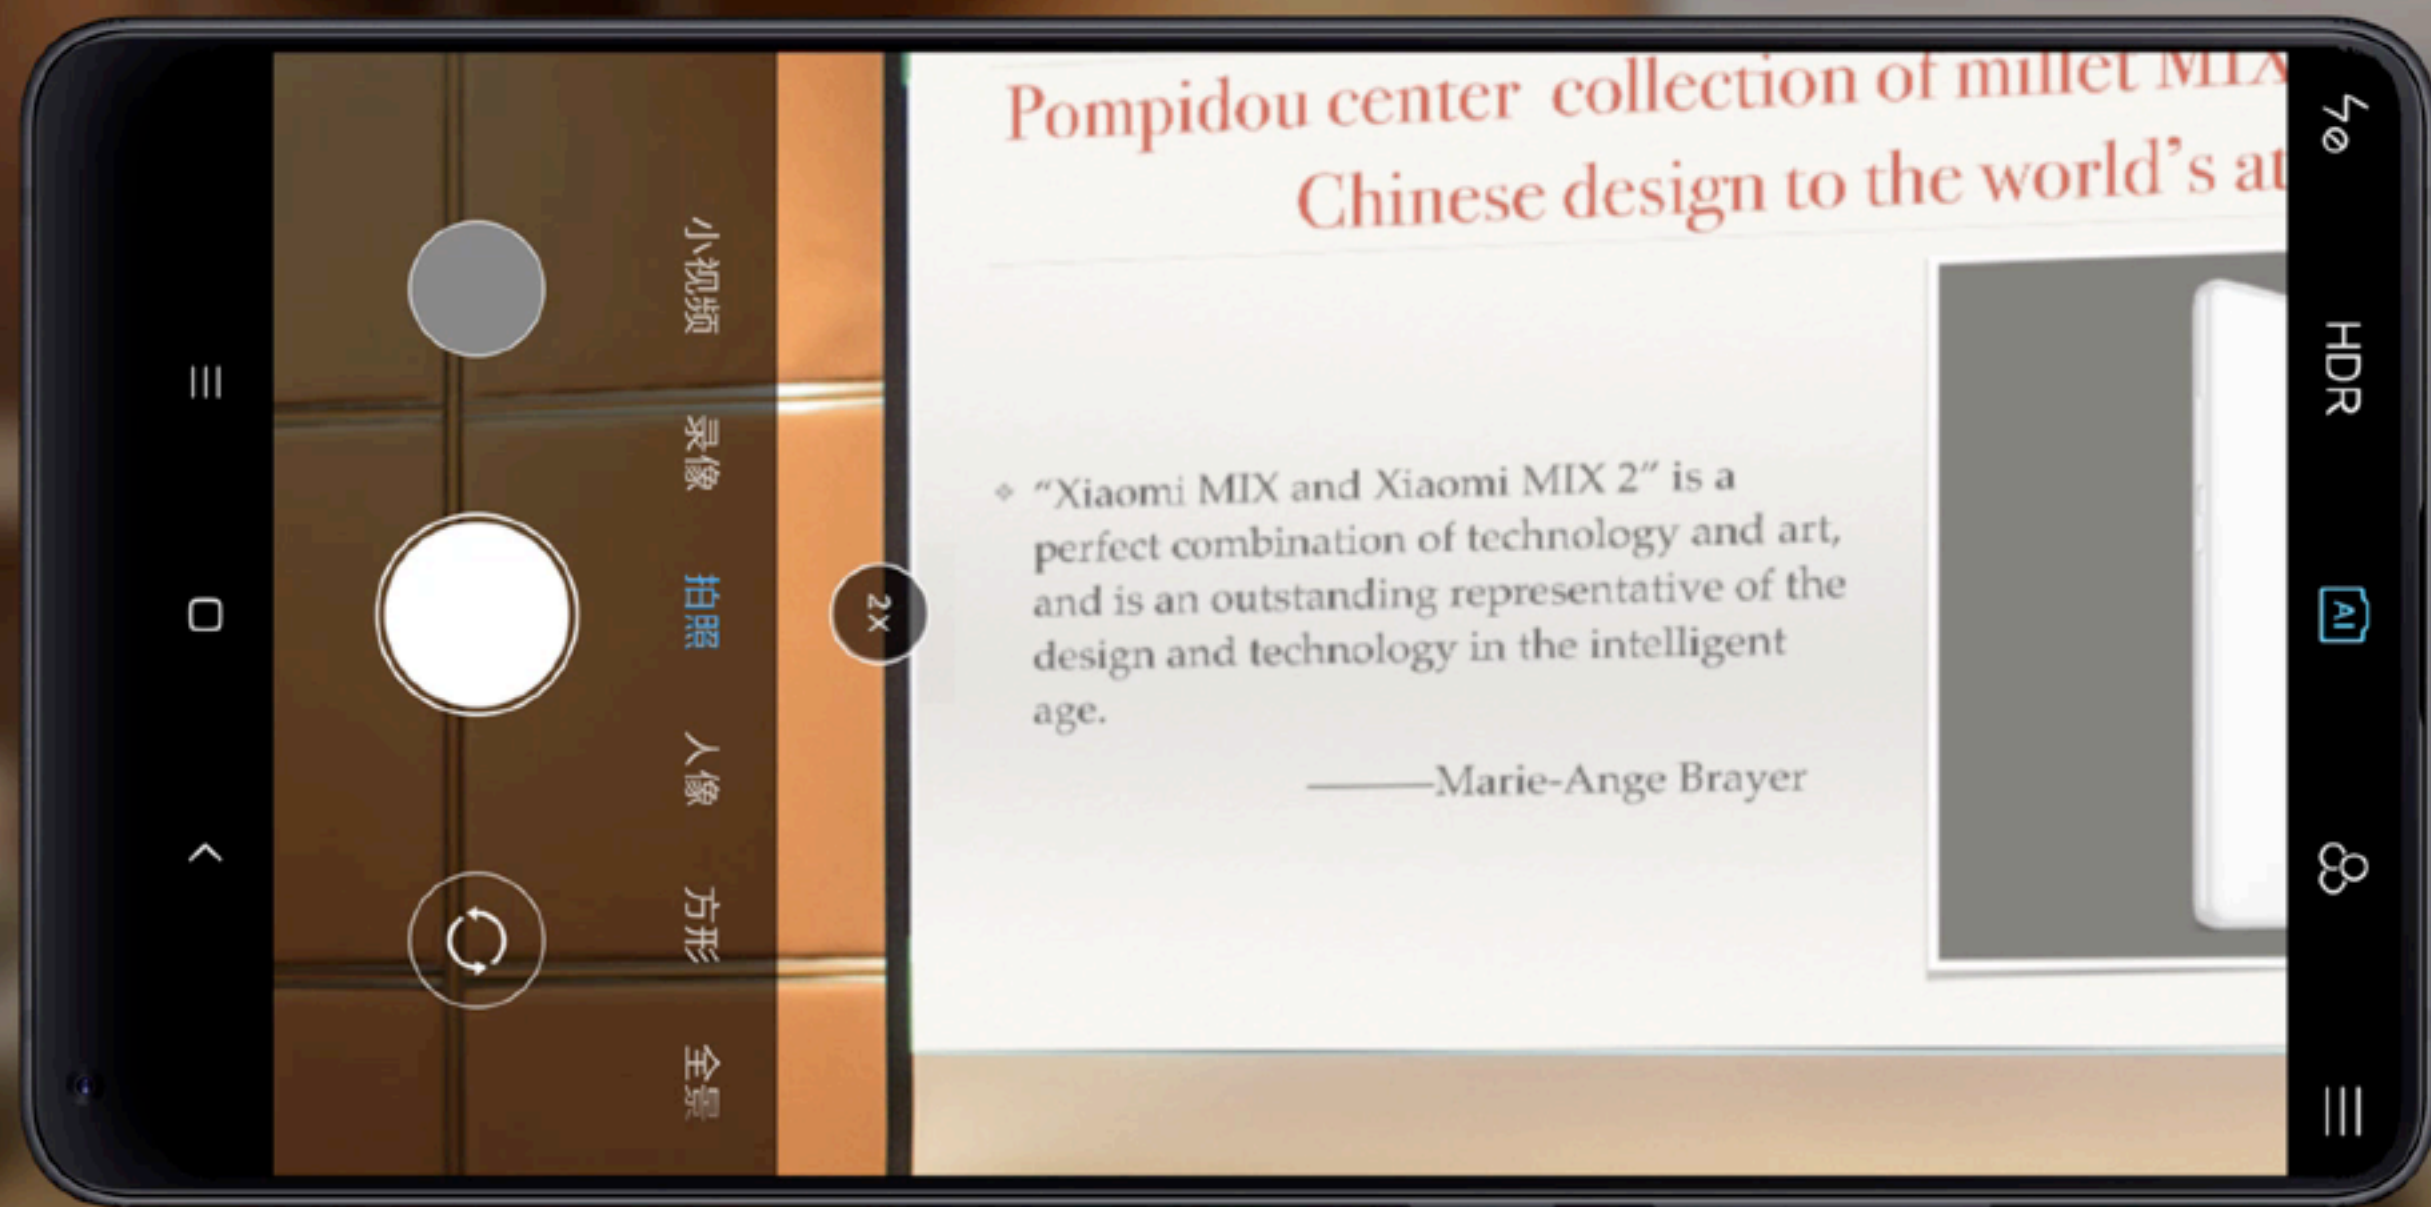 Pompidou center collection of millet MIX
Chinese design to the world's at
“Xiaomi MIX and Xiaomi MIX 2” is a
perfect combination of technology and art,
and is an outstanding representative of the
design and technology in the intelligent
age.
———Marie-Ange Brayer
2X
小视频
录像
拍照
人像
方形
全景
HDR
AI